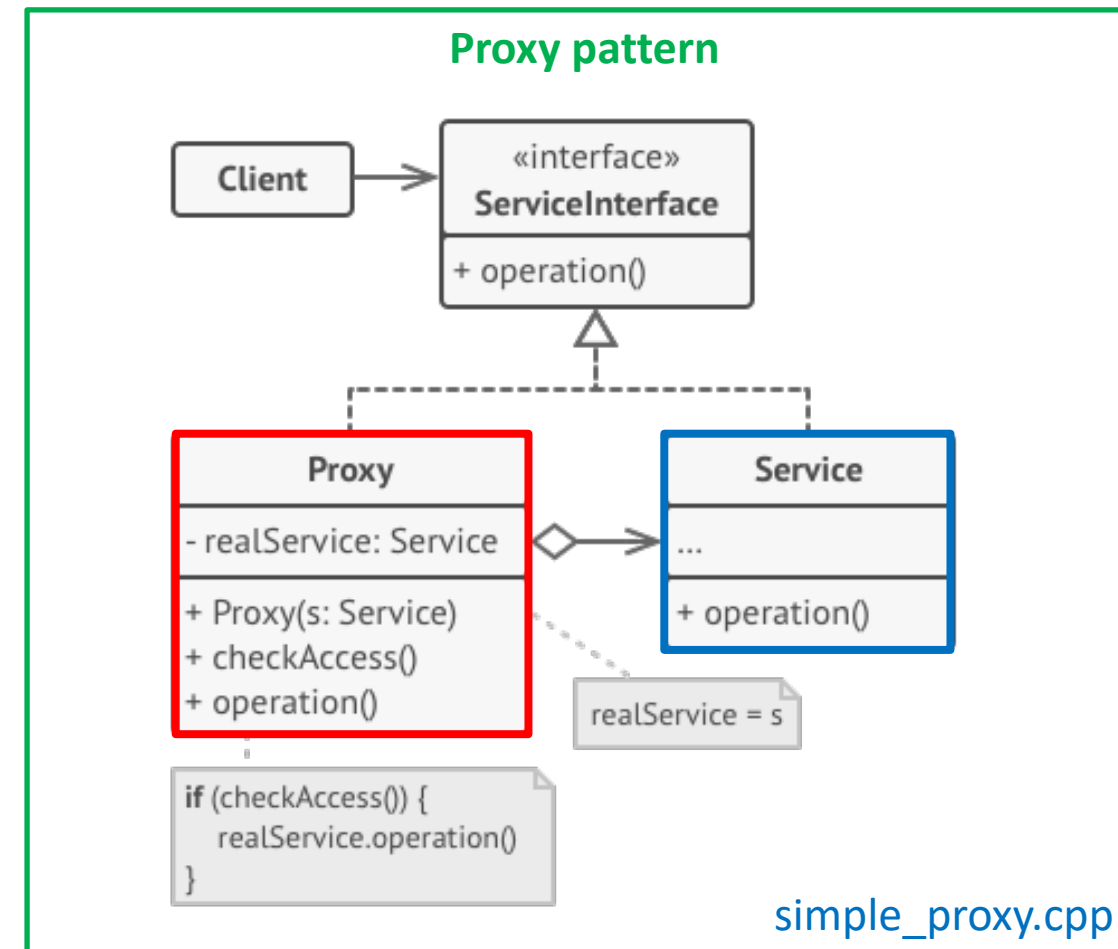 Proxy pattern
Client
«interface»
ServiceInterface
+ operation()
Proxy
- realService: Service
+ Proxy(s: Service)
+ checkAccess()
+ operation()
Service
...
+ operation()
realService = s
if (checkAccess()) {
realService.operation()
}
simple_proxy.cpp